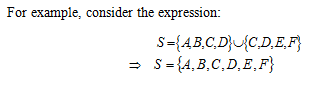 For example, consider the expression:
S={A,B,C,D}∪{C,D,E,F}
⇒ S={A,B,C,D,E,F}